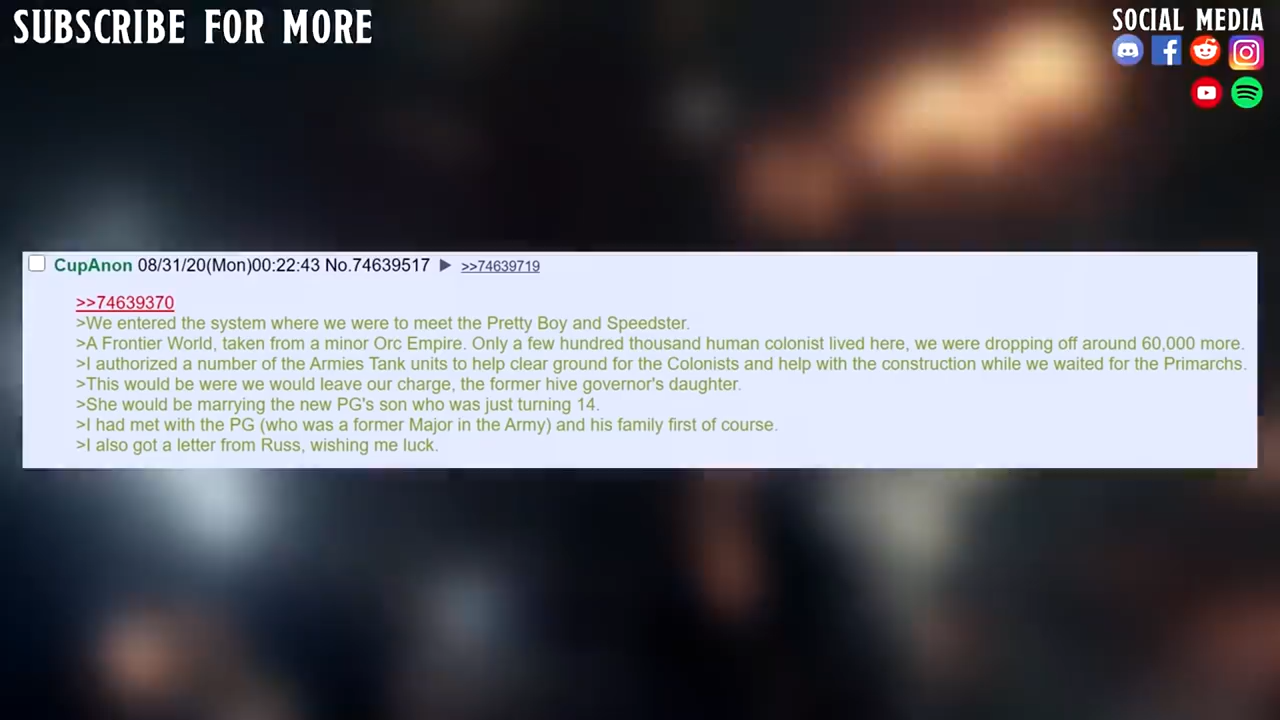 SUBSCRIBE FOR MORE
SOCIAL MEDIA
CupAnon 08/31/20(Mon)00:22:43 No.74639517 ▶ >>74639719
>>74639370
>We entered the system where we were to meet the Pretty Boy and Speedster.
>A Frontier World, taken from a minor Orc Empire. Only a few hundred thousand human colonist lived here, we were dropping off around 60,000 more.
>I authorized a number of the Armies Tank units to help clear ground for the Colonists and help with the construction while we waited for the Primarchs.
>This would be were we would leave our charge, the former hive governor's daughter.
>She would be marrying the new PG's son who was just turning 14.
>I had met with the PG (who was a former Major in the Army) and his family first of course.
>I also got a letter from Russ, wishing me luck.